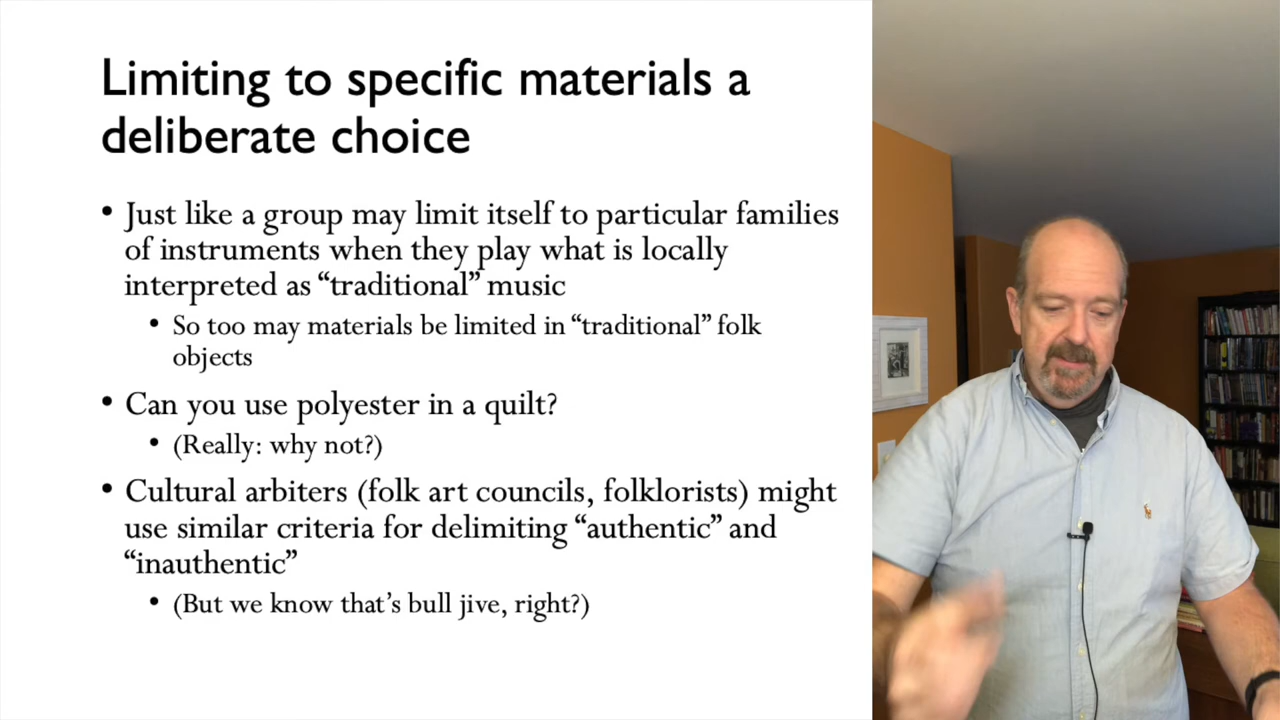 Limiting to specific materials a
deliberate choice
• Just like a group may limit itself to particular families
of instruments when they play what is locally
interpreted as “traditional” music
• So too may materials be limited in “traditional” folk
objects
• Can you use polyester in a quilt?
• (Really: why not?)
• Cultural arbiters (folk art councils, folklorists) might
use similar criteria for delimiting “authentic” and
“inauthentic”
• (But we know that’s bull jive, right?)